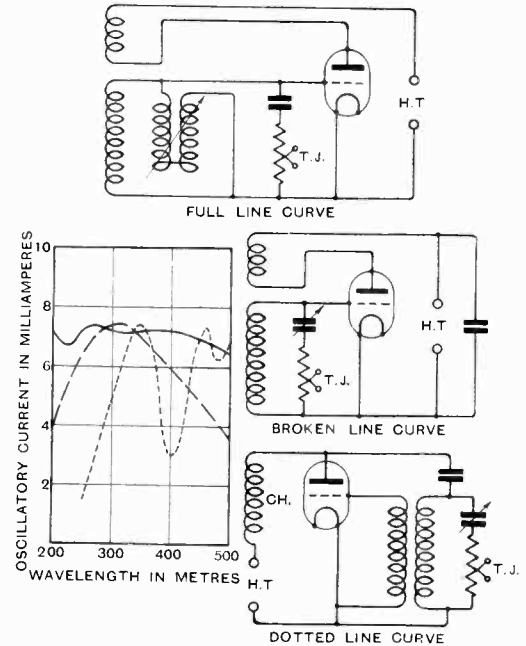 H.T
T.J.
FULL LINE CURVE
OSCILLATORY CURRENT IN MILLIAMPERES
10
8
6
4
2
200
300
400
500
WAVELENGTH IN METRES
H.T
T.J.
BROKEN LINE CURVE
CH.
H.T
T.J.
DOTTED LINE CURVE